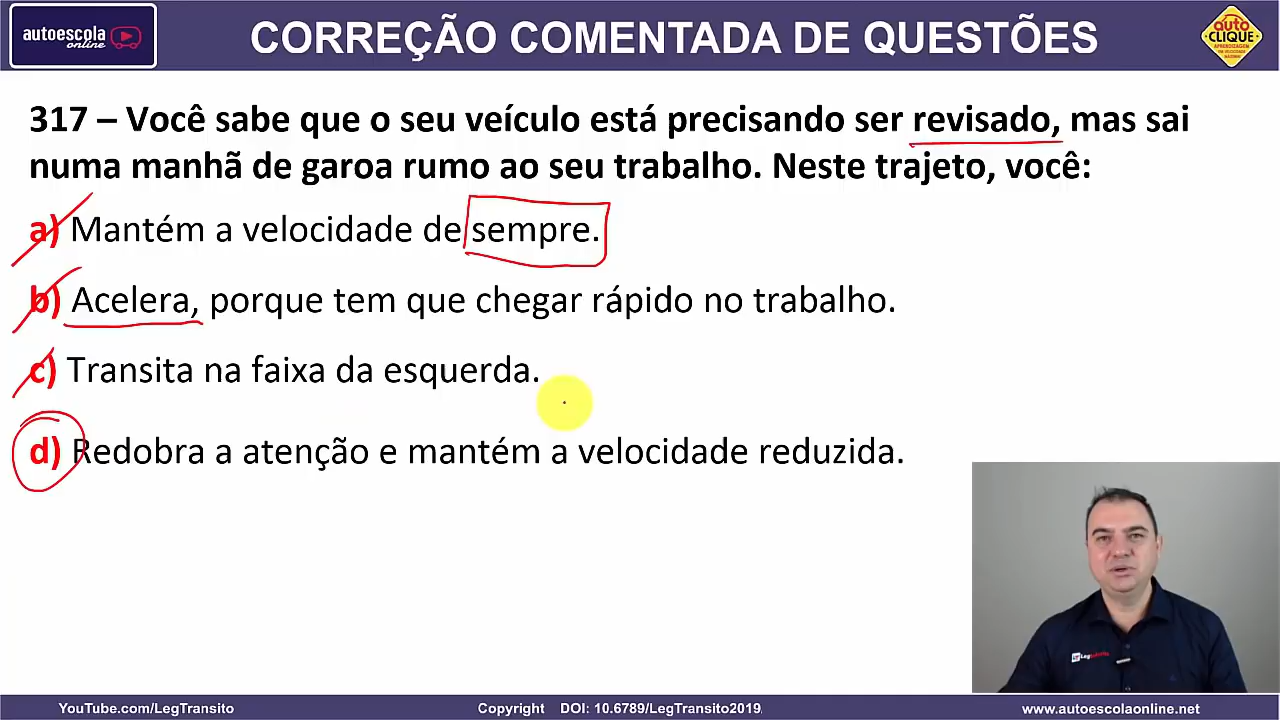 autoescola
online
CORREÇÃO COMENTADA DE QUESTÕES
auto
CLIQUE
317 – Você sabe que o seu veículo está precisando ser revisado, mas sai
numa manhã de garoa rumo ao seu trabalho. Neste trajeto, você:
a) Mantém a velocidade de sempre.
b) Acelera, porque tem que chegar rápido no trabalho.
c) Transita na faixa da esquerda.
d) Redobra a atenção e mantém a velocidade reduzida.
YouTube.com/LegTransito
Copyright DOI: 10.6789/LegTransito2019.
www.autoescolaonline.net